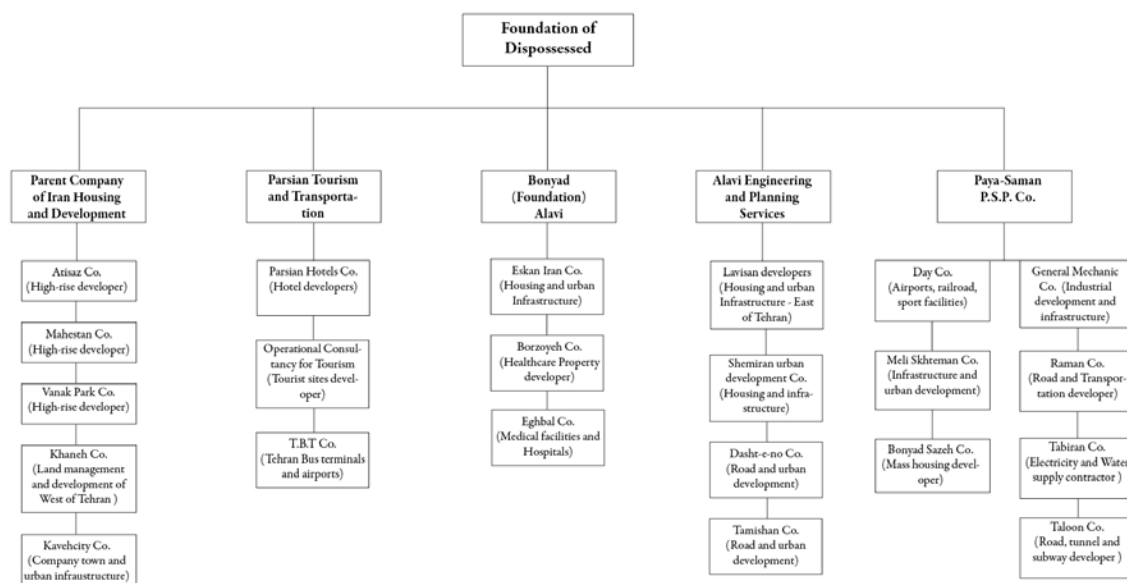 Foundation of
Dispossessed
Parent Company
of Iran Housing
and Development
Parsian Tourism
and Transporta-
tion
Bonyad
(Foundation)
Alavi
Alavi Engineering
and Planning
Services
Paya-Saman
P.S.P. Co.
Atisaz Co.
(High-rise developer)
Mahestan Co.
(High-rise developer)
Vanak Park Co.
(High-rise developer)
Khaneh Co.
(Land management
and development of
West of Tehran )
Kavehcity Co.
(Company town and
urban infraustructure)
Parsian Hotels Co.
(Hotel developers)
Operational Consul-
tancy for Tourism
(Tourist sites devel-
oper)
T.B.T Co.
(Tehran Bus terminals
and airports)
Eskan Iran Co.
(Housing and urban
Infrastructure)
Borzoyeh Co.
(Healthcare Property
developer)
Eghbal Co.
(Medical facilities and
Hospitals)
Lavisan developers
(Housing and urban
Infrastructure - East
of Tehran)
Shemiran urban
development Co.
(Housing and infra-
structure)
Dasht-e-no Co.
(Road and urban
development)
Tamishan Co.
(Road and urban
development)
Day Co.
(Airports, railroad,
sport facilities)
Meli Skhteman Co.
(Infrastructure and
urban development)
Bonyad Sazeh Co.
(Mass housing devel-
oper)
General Mechanic
Co. (Industrial
development and
infrastructure)
Raman Co.
(Road and Transpor-
tation developer)
Tabiran Co.
(Electricity and Water
supply contractor )
Taloon Co.
(Road, tunnel and
subway developer )